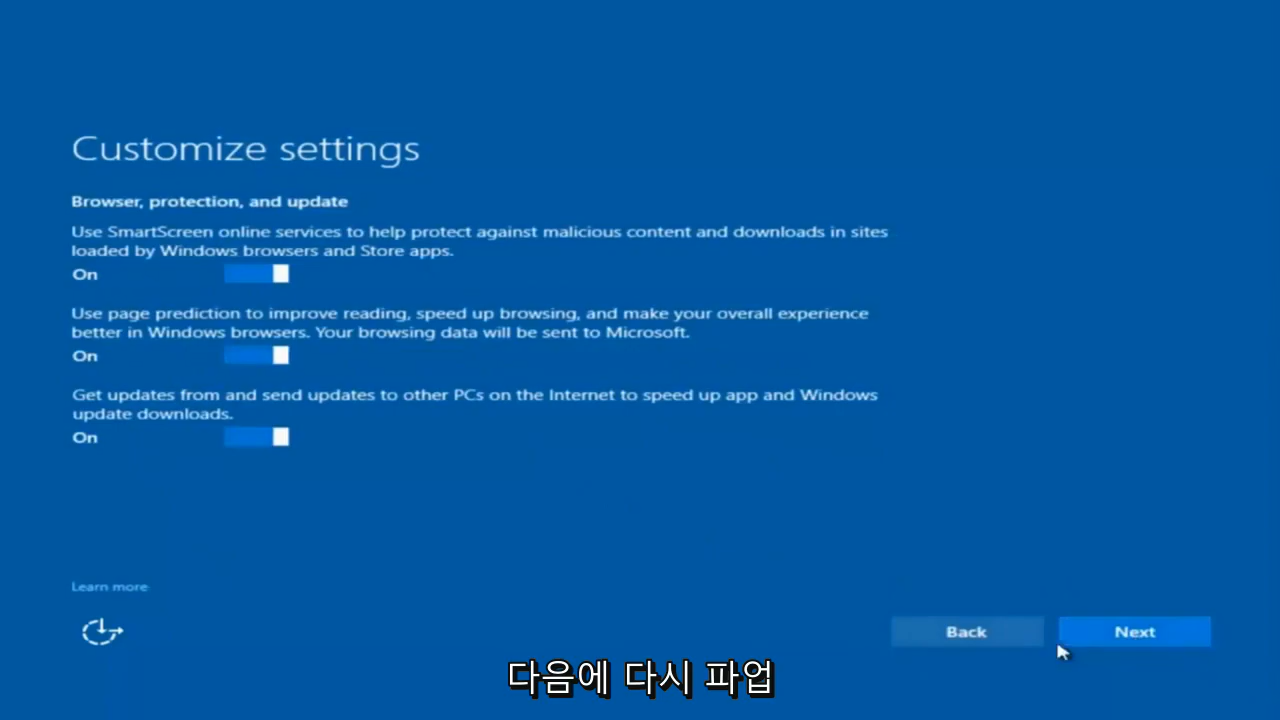 Customize settings
Browser, protection, and update
Use SmartScreen online services to help protect against malicious content and downloads in sites
loaded by Windows browsers and Store apps.
On
Use page prediction to improve reading, speed up browsing, and make your overall experience
better in Windows browsers. Your browsing data will be sent to Microsoft.
On
Get updates from and send updates to other PCs on the Internet to speed up app and Windows
update downloads.
On
Learn more
Back Next
다음에 다시 파업